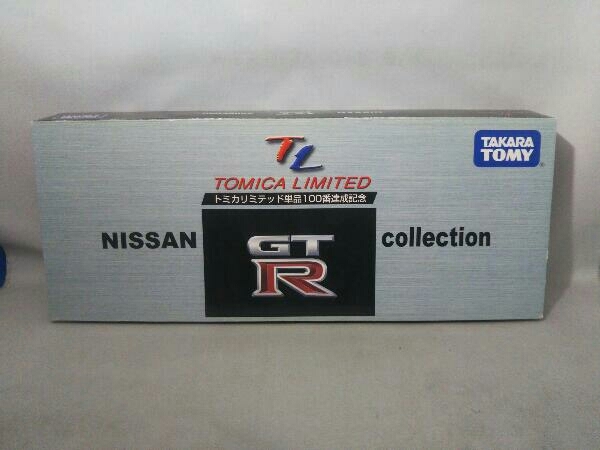 TL
TOMICA LIMITED
トミカリミテッド単品100番達成記念
NISSAN GT R collection
TAKARA
TOMY